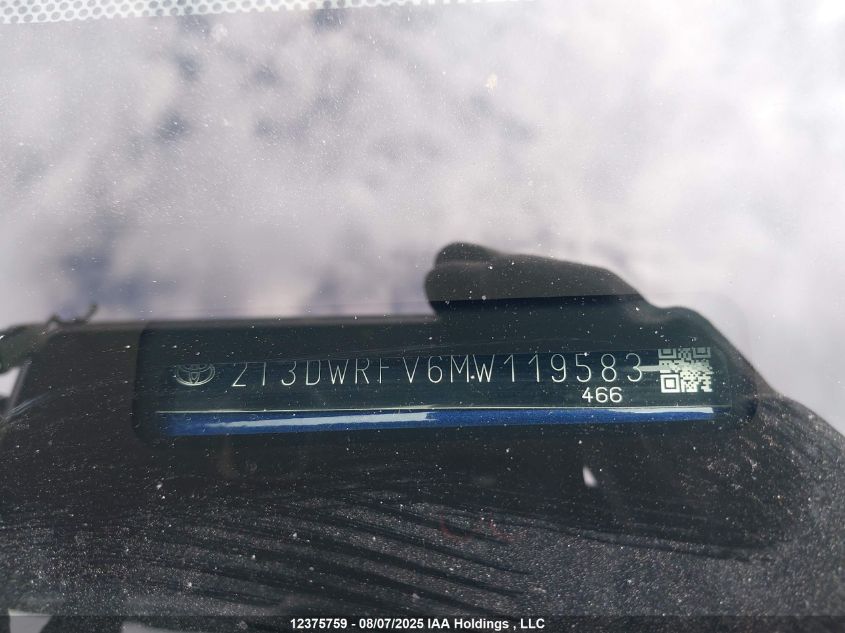 2T3DWRFV6MW119583
466
12375759 - 08/07/2025 IAA Holdings , LLC